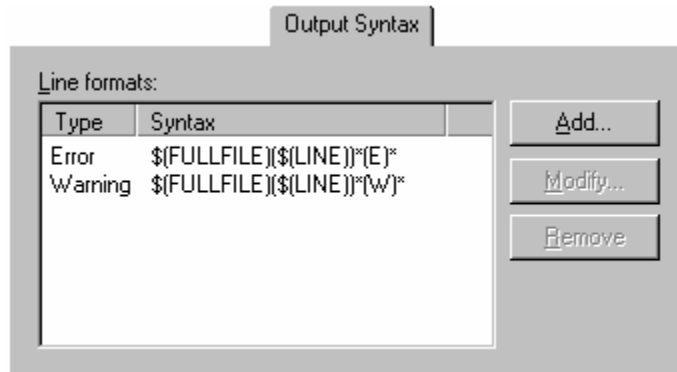 Output Syntax
Line formats:
Type Syntax
Error $(FULLFILE)($(LINE))*(E)*
Warning $(FULLFILE)($(LINE))*(W)*
Add...
Modify...
Remove